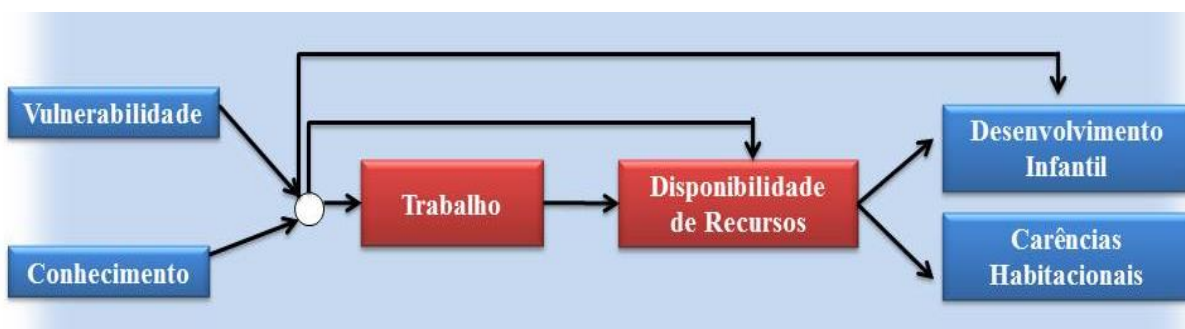 Vulnerabilidade
Conhecimento
Trabalho
Disponibilidade
de Recursos
Desenvolvimento
Infantil
Carências
Habitacionais